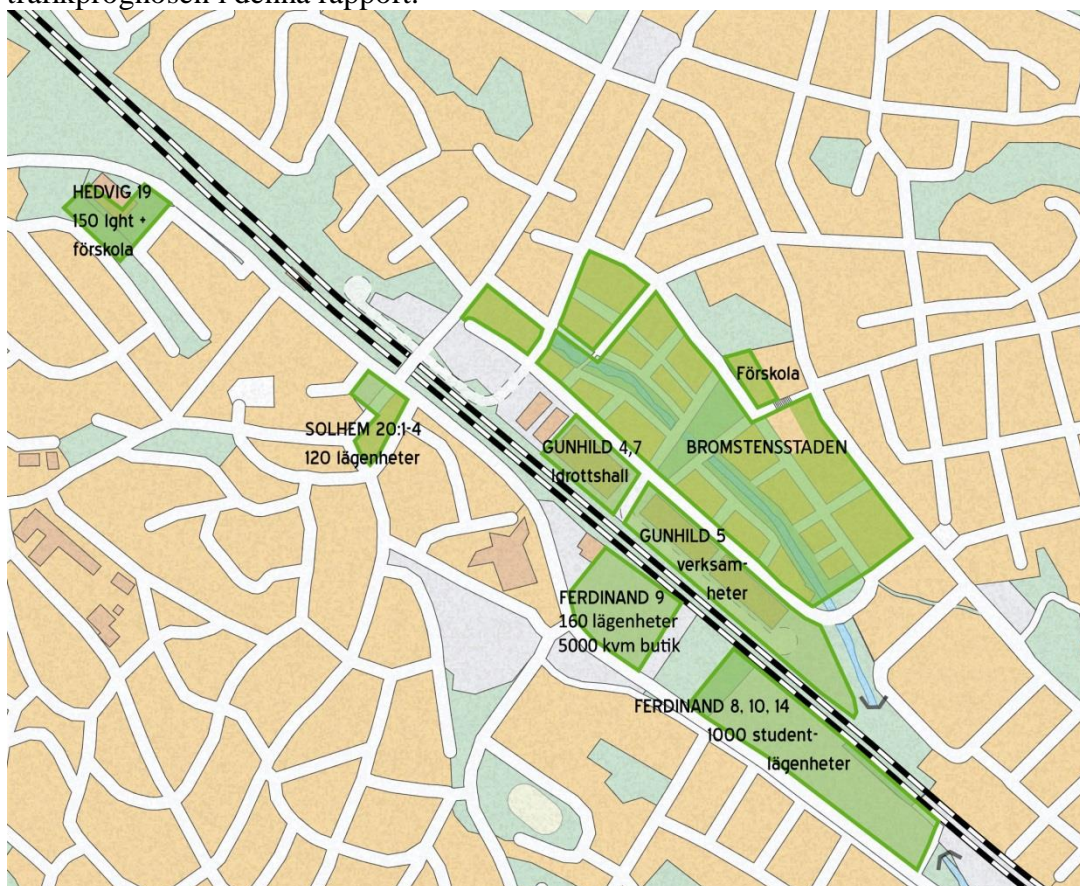 trafikprognosen i denna rapport.
HEDVIG 19
150 lght +
förskola
Förskola
SOLHEM 20:1-4
120 lägenheter
GUNHILD 4,7
Idrottshall
BROMSTENSSTADEN
GUNHILD 5
verksam-
heter
FERDINAND 9
160 lägenheter
5000 kvm butik
FERDINAND 8, 10, 14
1000 student-
lägenheter